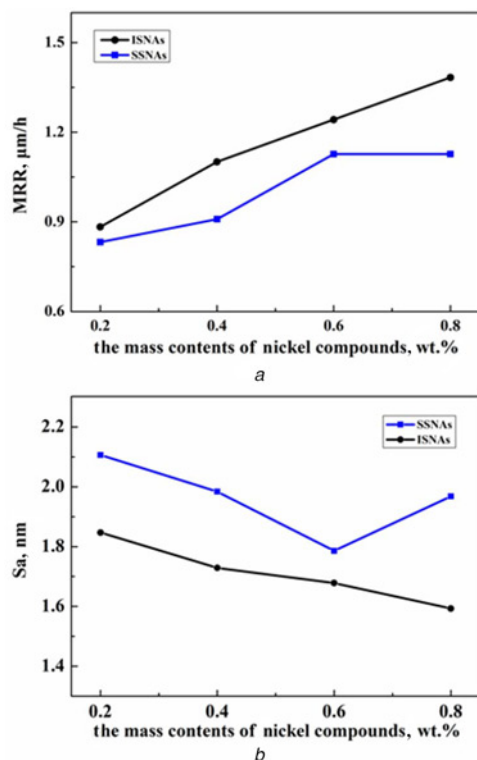 1.5
ISNAs
SSNAs
1.2
MRR, μm/h
0.9
0.6
0.2 0.4 0.6 0.8
the mass contents of nickel compounds, wt.%
a
2.2
SSNAs
ISNAs
2.0
Sa, nm
1.8
1.6
1.4
0.2 0.4 0.6 0.8
the mass contents of nickel compounds, wt.%
b